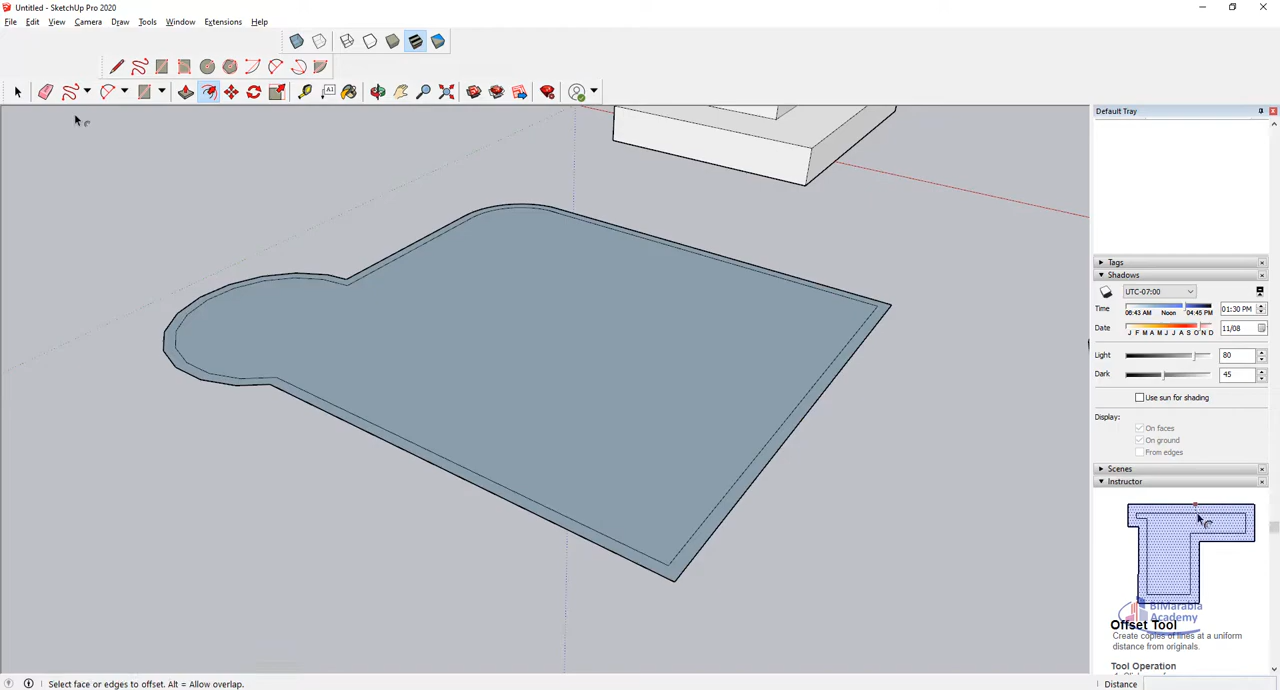 Untitled - SketchUp Pro 2020
File Edit View Camera Draw Tools Window Extensions Help
A1
Default Tray
Tags
Shadows
UTC-07:00
Time 06:43 AM Noon 04:45 PM 01:30 PM
Date J F M A M J J A S O N D 11/08
Light 80
Dark 45
Use sun for shading
Display:
On faces
On ground
From edges
Scenes
Instructor
BIMarabia
Academy
Offset Tool
Create copies of lines at a uniform
distance from originals.
Tool Operation
Select face or edges to offset. Alt = Allow overlap.
Distance